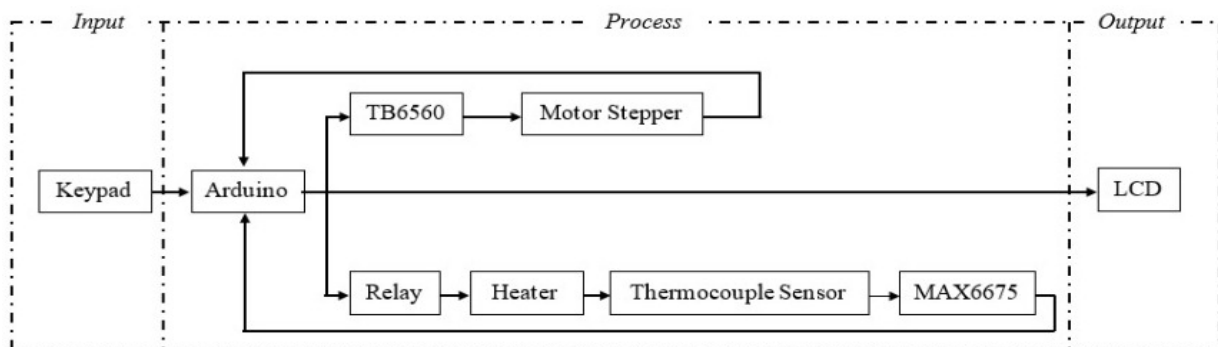 Input Process Output
TB6560 Motor Stepper
Keypad Arduino LCD
Relay Heater Thermocouple Sensor MAX6675